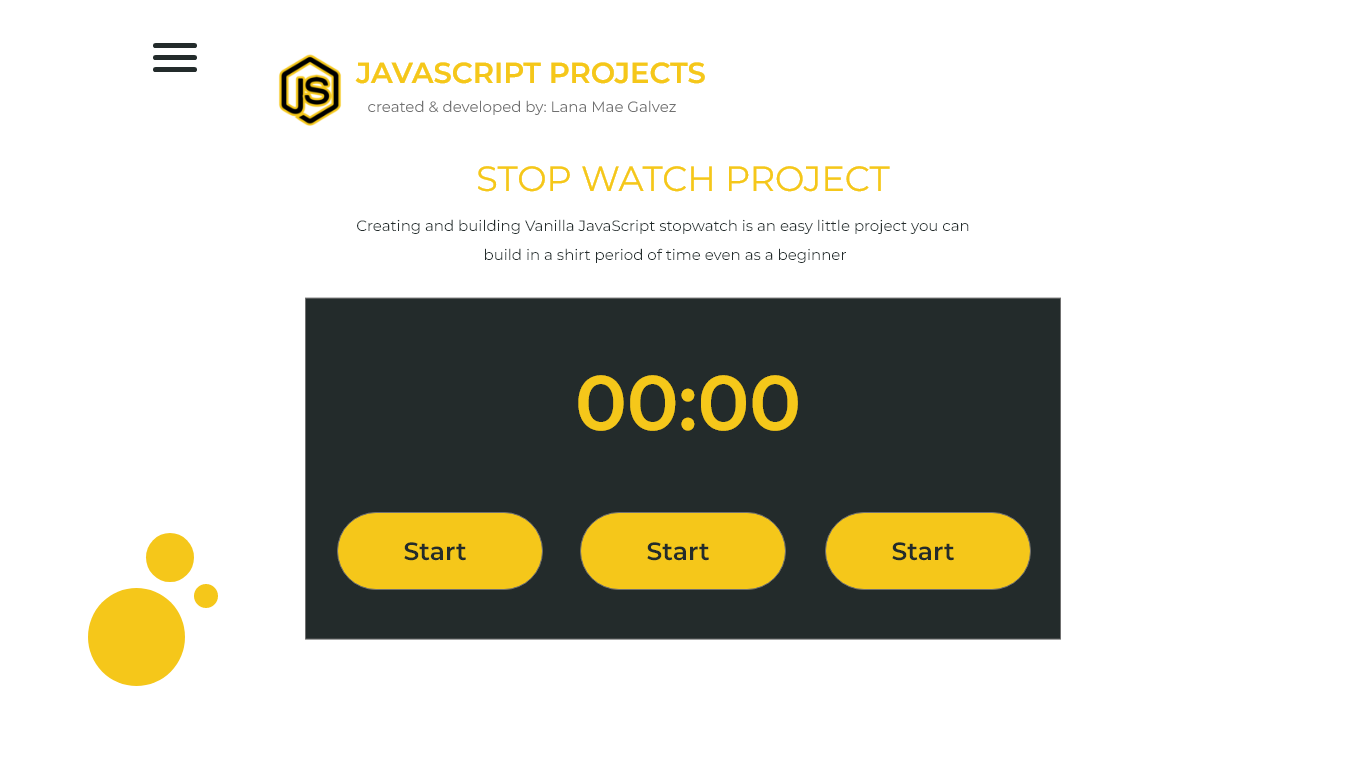 JS
JAVASCRIPT PROJECTS
created & developed by: Lana Mae Galvez
STOP WATCH PROJECT
Creating and building Vanilla JavaScript stopwatch is an easy little project you can
build in a shirt period of time even as a beginner
00:00
Start Start Start